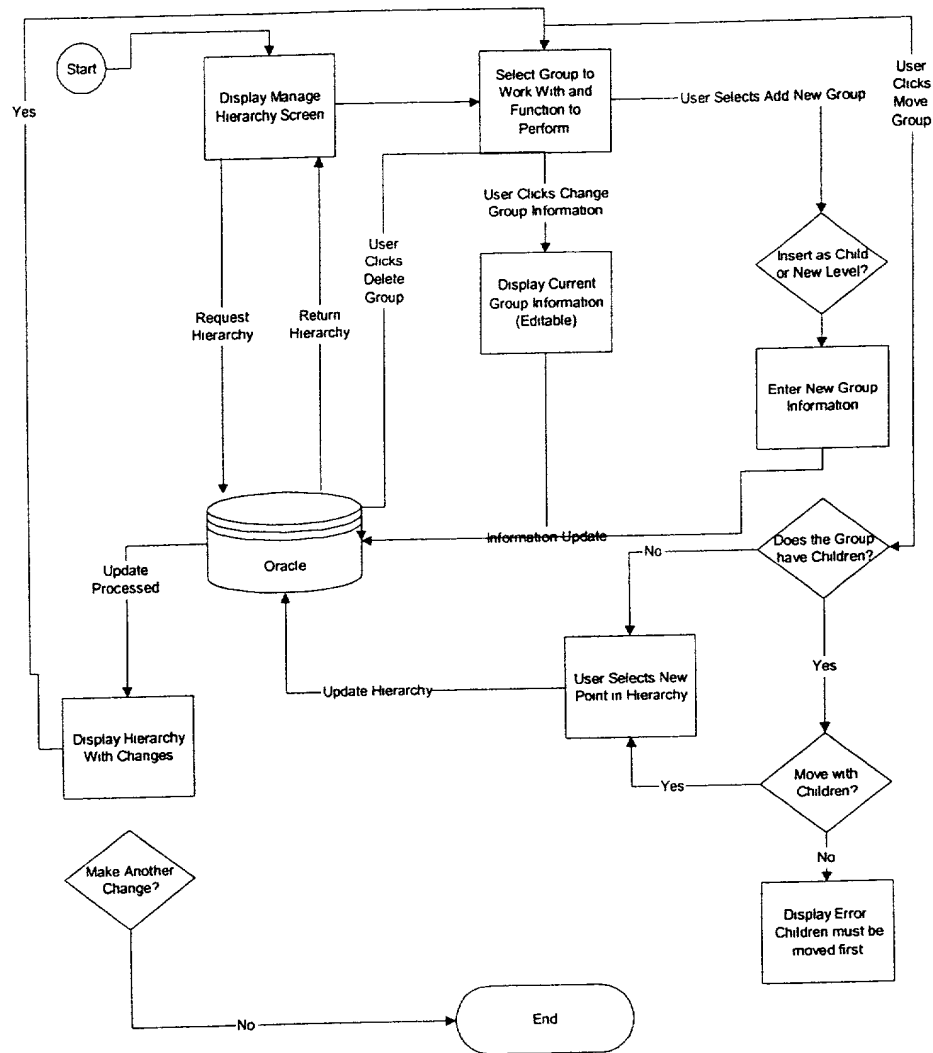 Start
Yes
Display Manage
Hierarchy Screen
Select Group to
Work With and
Function to
Perform
User Selects Add New Group
User
Clicks
Move
Group
User Clicks Change
Group Information
User
Clicks
Delete
Group
Insert as Child
or New Level?
Display Current
Group Information
(Editable)
Request
Hierarchy
Return
Hierarchy
Enter New Group
Information
Oracle
Information Update
Does the Group
have Children?
No
Update
Processed
Yes
Update Hierarchy
User Selects New
Point in Hierarchy
Display Hierarchy
With Changes
Move with
Children?
Yes
No
Make Another
Change?
Display Error
Children must be
moved first
No
End